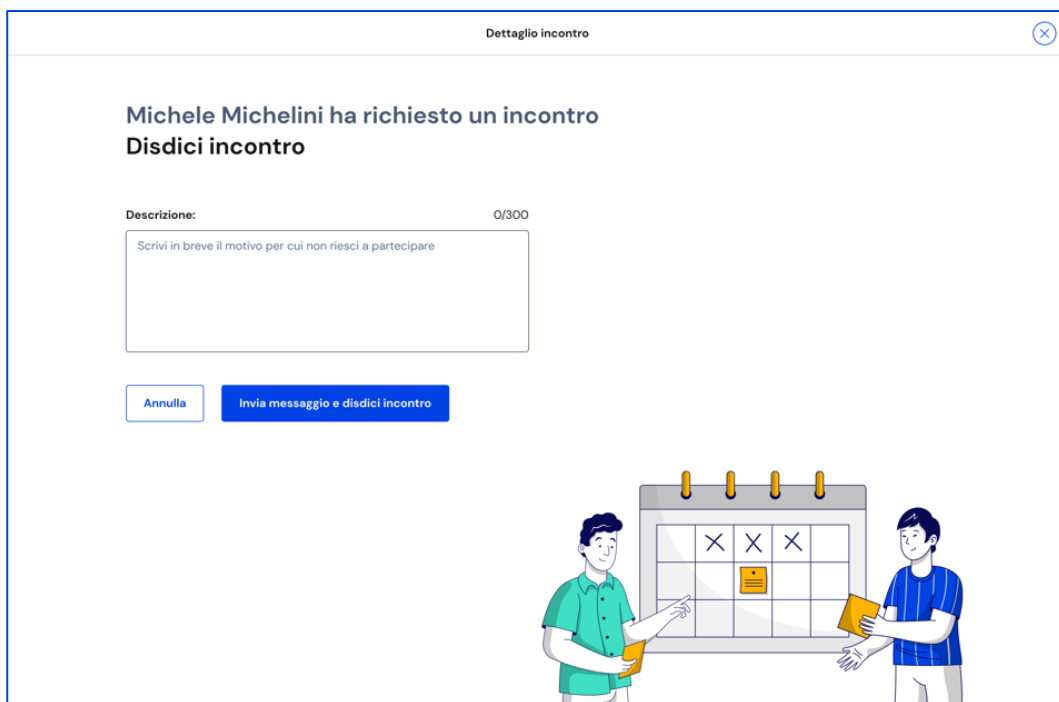 Dettaglio incontro
Michele Michelini ha richiesto un incontro
Disdici incontro
Descrizione:
0/300
Scrivi in breve il motivo per cui non riesci a partecipare
Annulla
Invia messaggio e disdici incontro